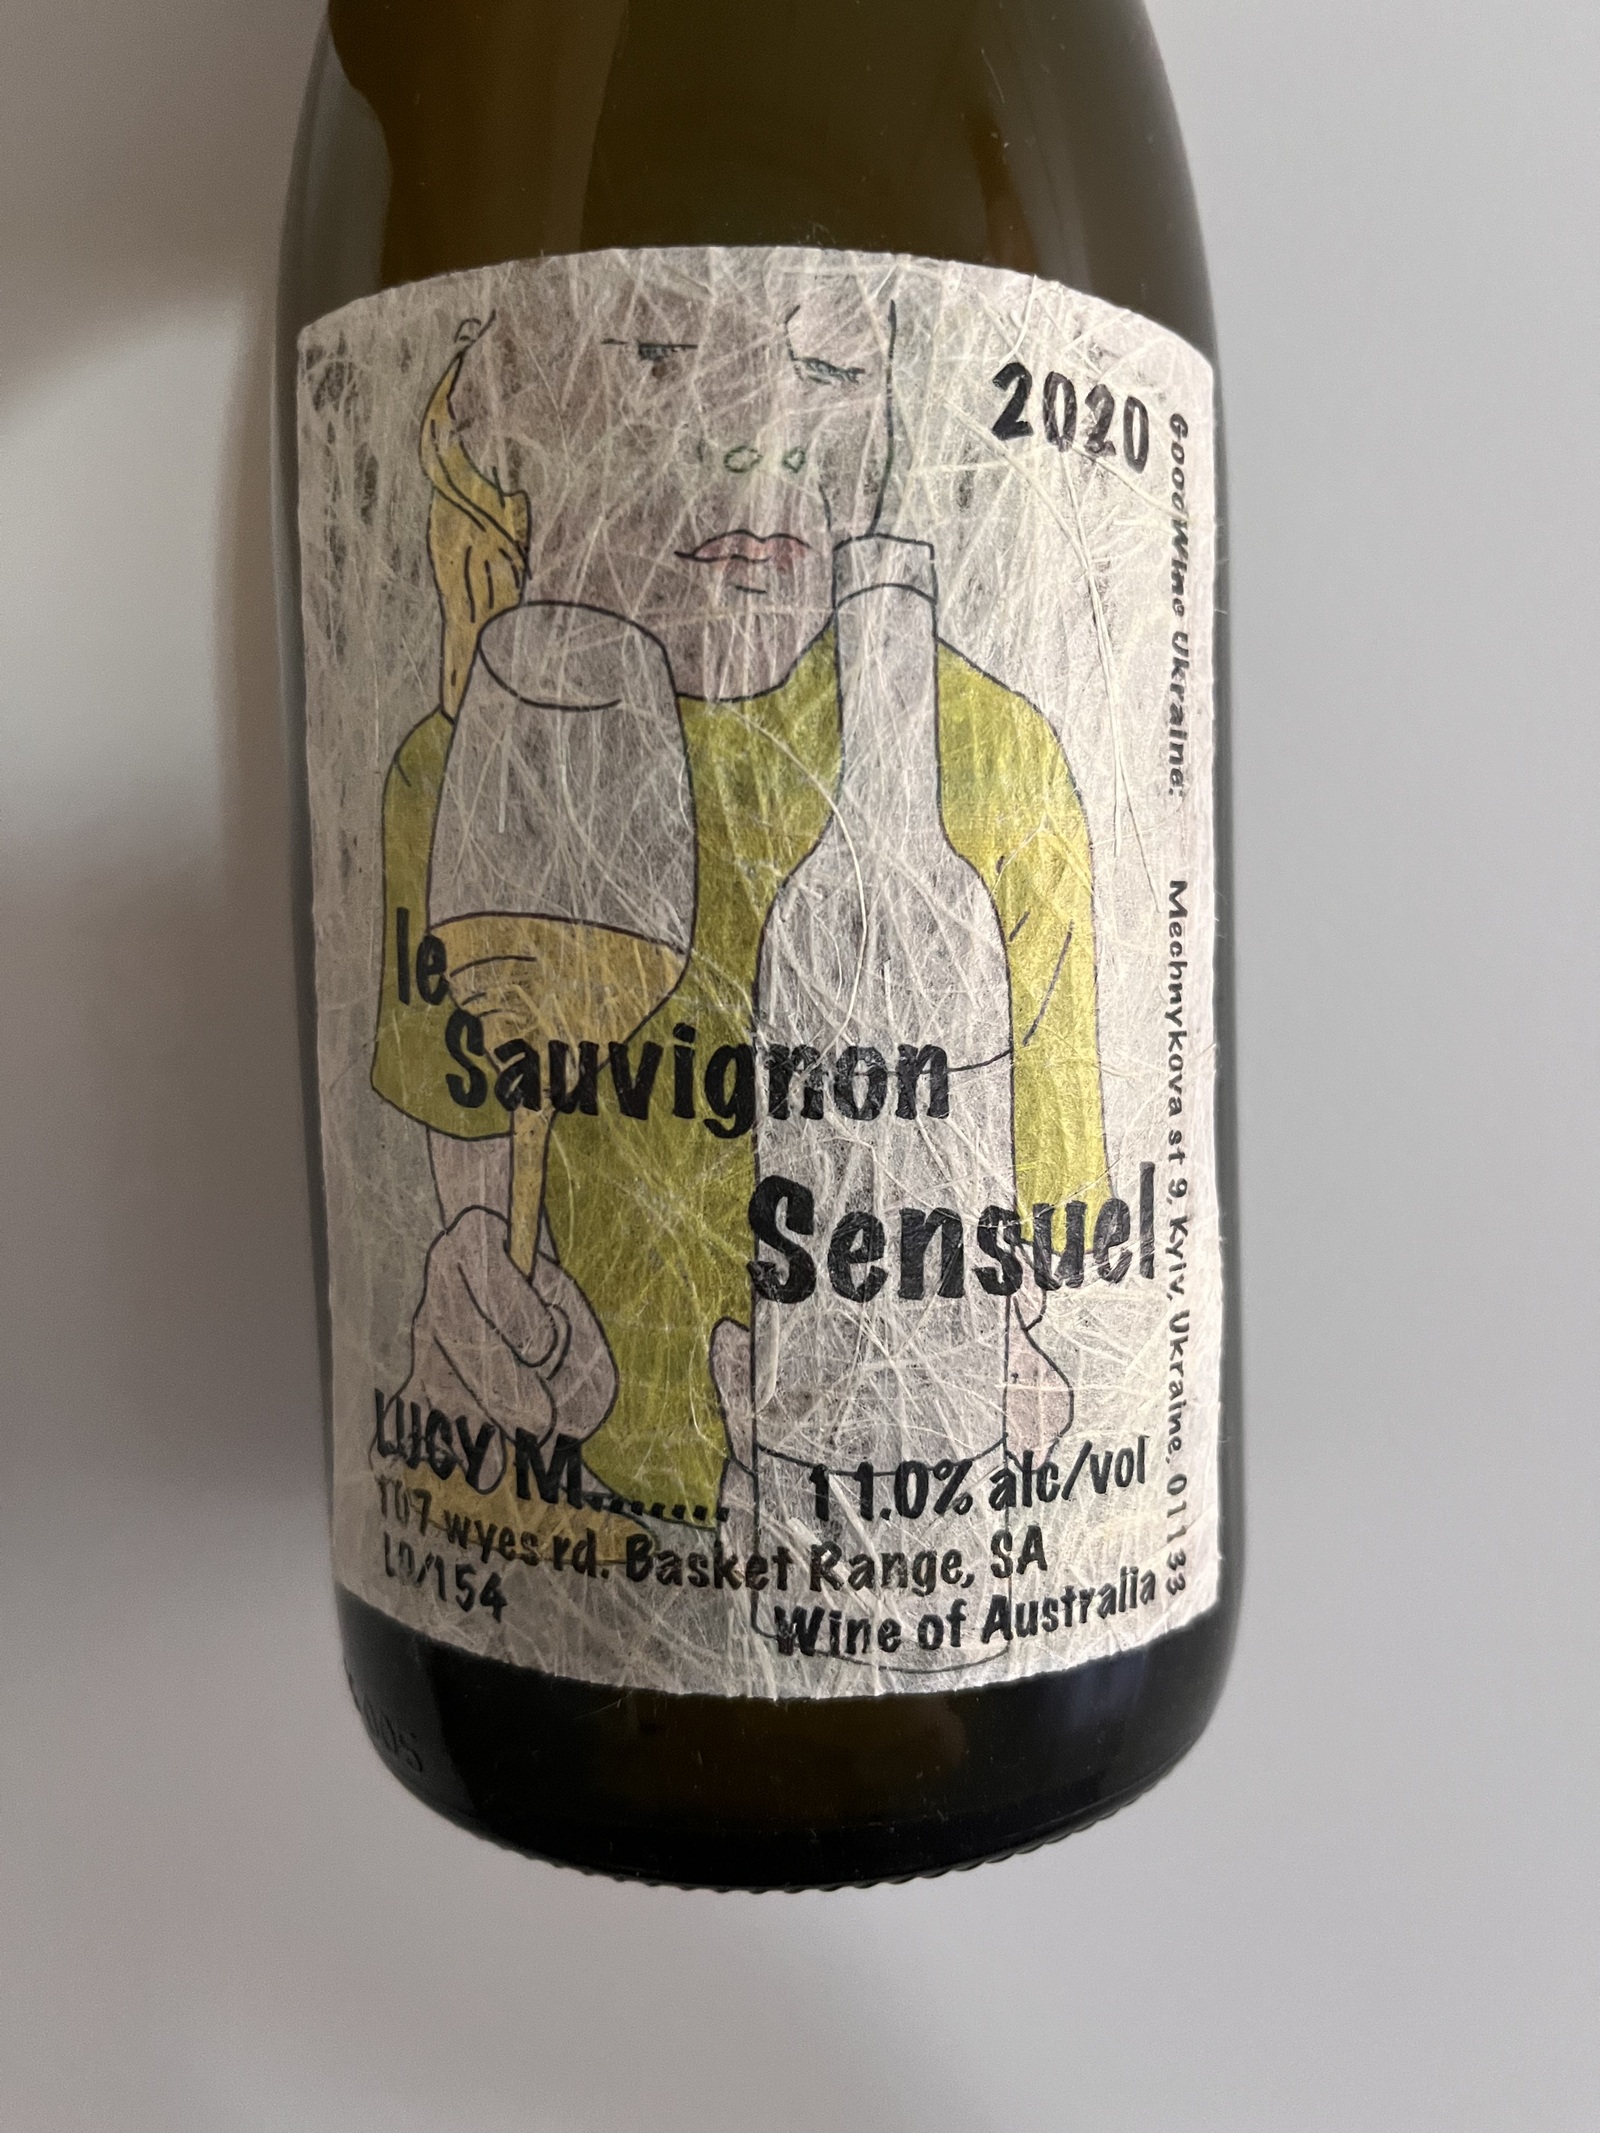 2020
le
Sauvignon
Sensuel
LUCY M.......
11.0% alc/vol
107 wyes rd. Basket Range, SA
L0/154
Wine of Australia
GoodWine Ukraine: Mechnykova st 9, Kyiv, Ukraine, 01133